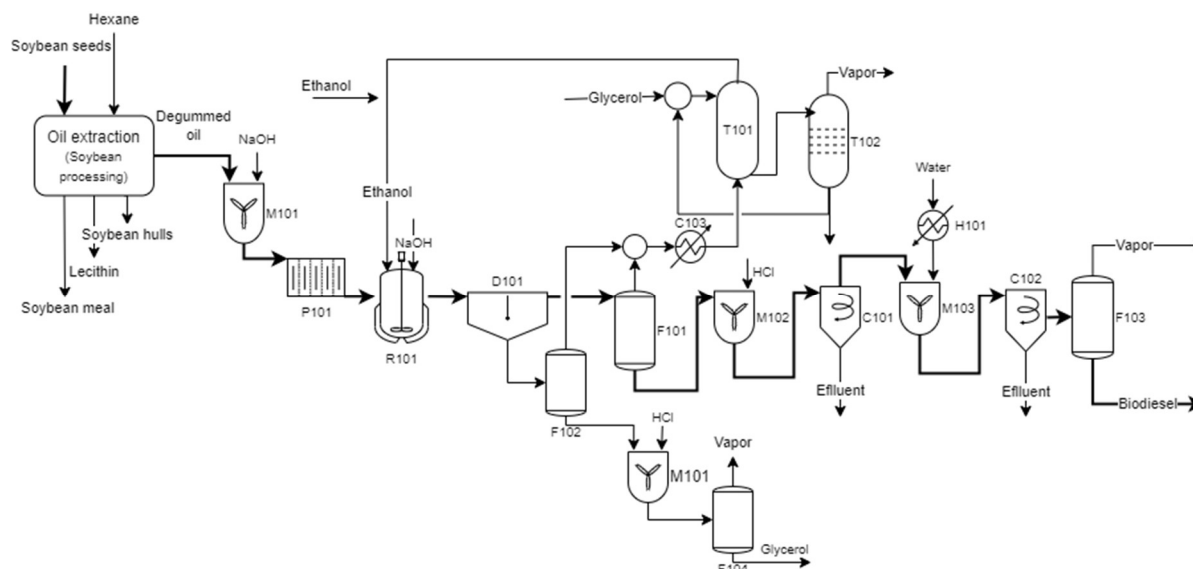 Hexane
Soybean seeds
Oil extraction
(Soybean
processing)
Degummed
oil
NaOH
M101
Soybean hulls
Lecithin
Soybean meal
P101
Ethanol
Ethanol
NaOH
R101
D101
F102
Glycerol
T101
Vapor
T102
C103
F101
HCl
M102
C101
Eflluent
Water
H101
M103
C102
Eflluent
Vapor
F103
Biodiesel
HCl
M101
Vapor
Glycerol